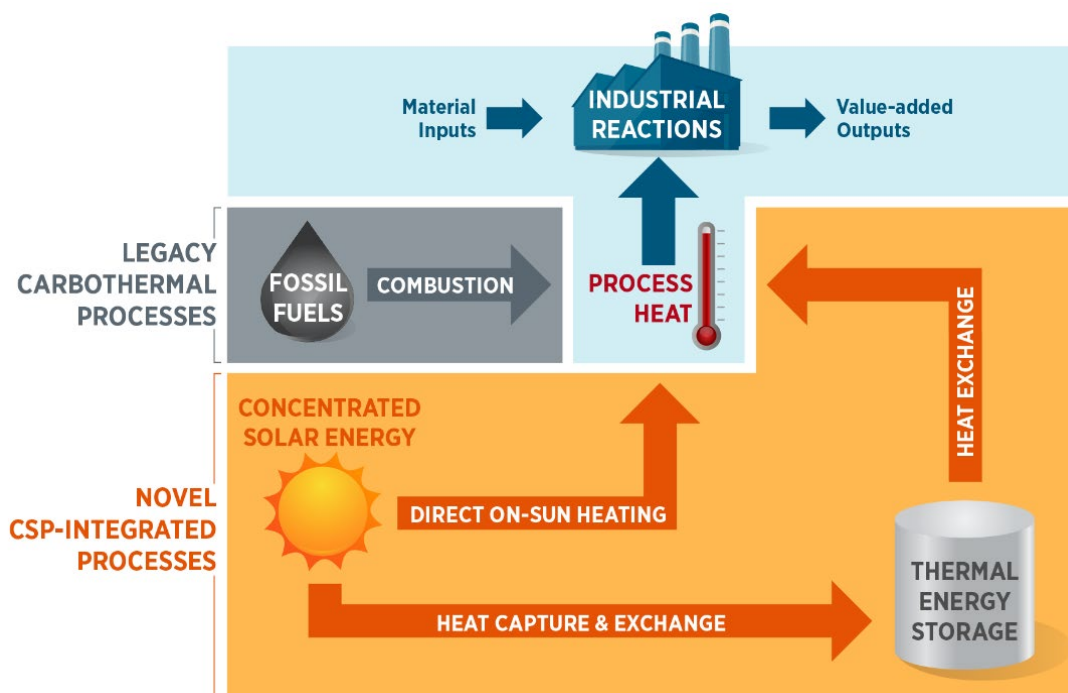 Material
Inputs
INDUSTRIAL
REACTIONS
Value-added
Outputs
LEGACY
CARBOTHERMAL
PROCESSES
FOSSIL
FUELS
COMBUSTION
PROCESS
HEAT
HEAT EXCHANGE
CONCENTRATED
SOLAR ENERGY
NOVEL
CSP-INTEGRATED
PROCESSES
DIRECT ON-SUN HEATING
HEAT CAPTURE & EXCHANGE
THERMAL
ENERGY
STORAGE